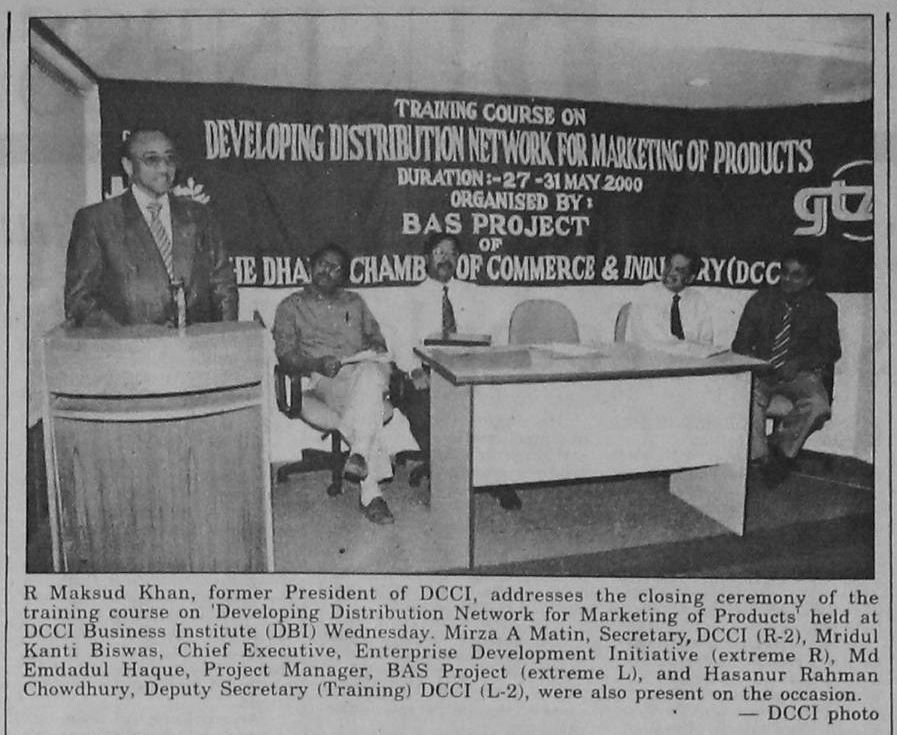 TRAINING COURSE ON
DEVELOPING DISTRIBUTION NETWORK FOR MARKETING OF PRODUCTS
DURATION:-27-31 MAY 2000
ORGANISED BY:
BAS PROJECT
OF
HE DHA CHAMB OF COMMERCE & INDU RY(DCC
gtz
R Maksud Khan, former President of DCCI, addresses the closing ceremony of the
training course on 'Developing Distribution Network for Marketing of Products' held at
DCCI Business Institute (DBI) Wednesday. Mirza A Matin, Secretary, DCCI (R-2), Mridul
Kanti Biswas, Chief Executive, Enterprise Development Initiative (extreme R), Md
Emdadul Haque, Project Manager, BAS Project (extreme L), and Hasanur Rahman
Chowdhury, Deputy Secretary (Training) DCCI (L-2), were also present on the occasion.
— DCCI photo